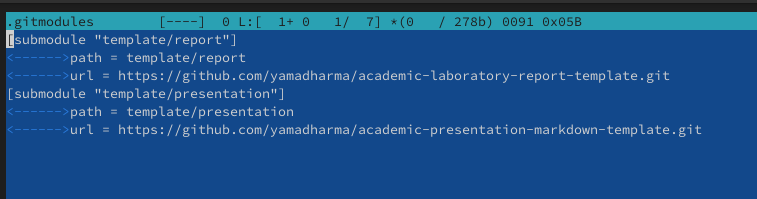 .gitmodules        [----]  0 L:[  1+ 0   1/  7] *(0   / 278b) 0091 0x05B
[submodule "template/report"]
<------>path = template/report
<------>url = https://github.com/yamadharma/academic-laboratory-report-template.git
[submodule "template/presentation"]
<------>path = template/presentation
<------>url = https://github.com/yamadharma/academic-presentation-markdown-template.git